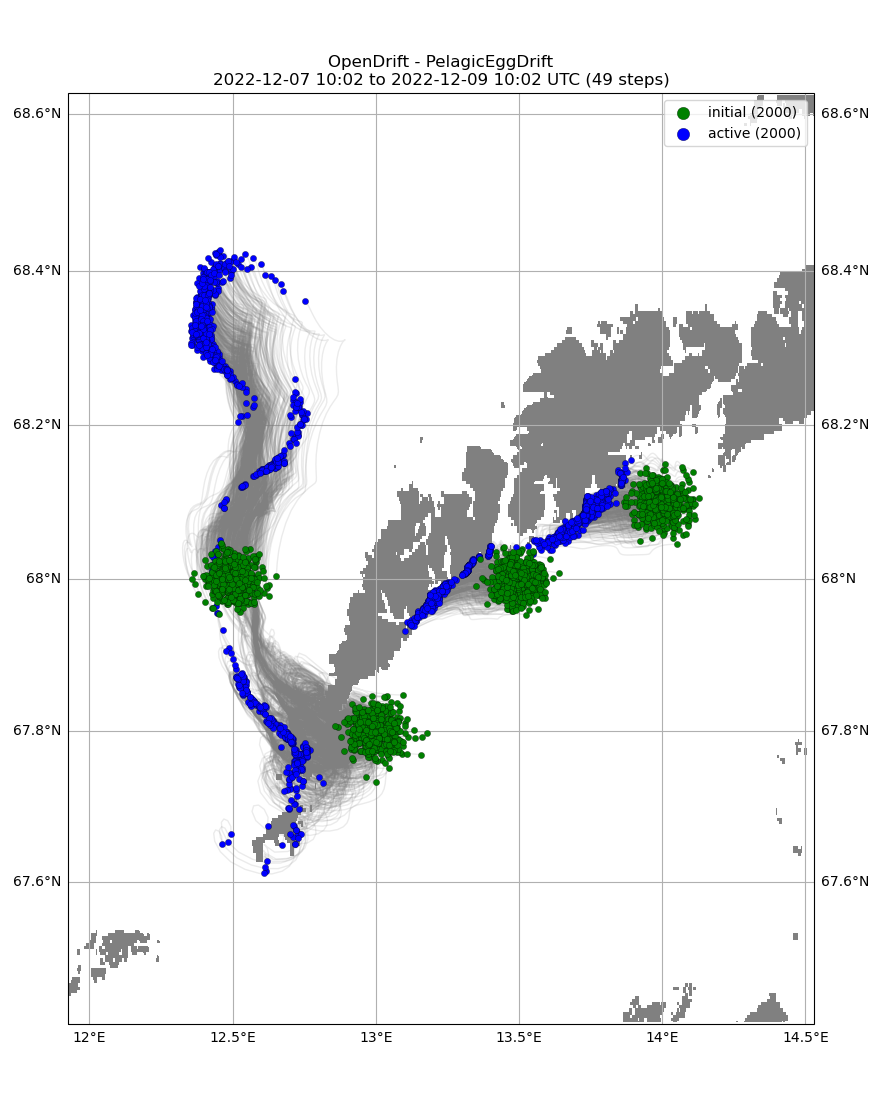 OpenDrift - PelagicEggDrift
2022-12-07 10:02 to 2022-12-09 10:02 UTC (49 steps)
initial (2000)
active (2000)
68.6°N 68.6°N
68.4°N 68.4°N
68.2°N 68.2°N
68°N 68°N
67.8°N 67.8°N
67.6°N 67.6°N
12°E 12.5°E 13°E 13.5°E 14°E 14.5°E